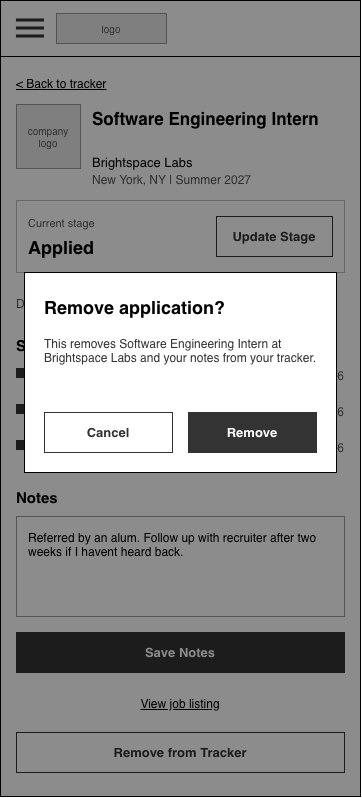 logo
< Back to tracker
company
logo
Software Engineering Intern
Brightspace Labs
New York, NY | Summer 2027
Current stage
Applied
Update Stage
D
Remove application?
S
This removes Software Engineering Intern at
Brightspace Labs and your notes from your tracker.
6
6
6
Cancel
Remove
Notes
Referred by an alum. Follow up with recruiter after two
weeks if I havent heard back.
Save Notes
View job listing
Remove from Tracker